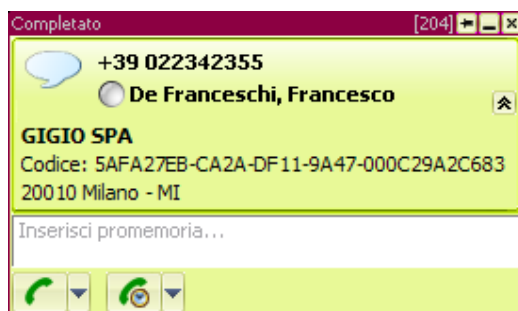 Completato [204]
+39 022342355
De Franceschi, Francesco
GIGIO SPA
Codice: 5AFA27EB-CA2A-DF11-9A47-000C29A2C683
20010 Milano - MI
Inserisci promemoria...